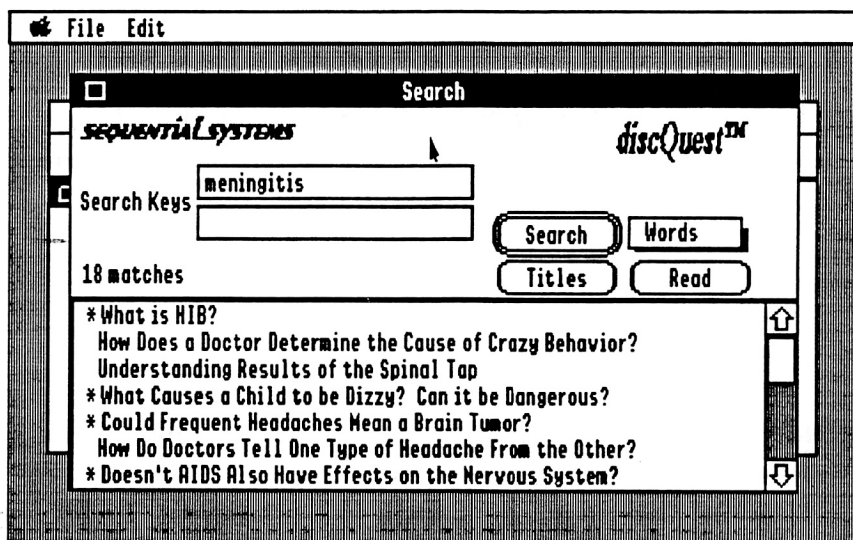 File Edit
Search
SEQUENTIAL SYSTEMS
discQuest™
Search Keys
meningitis
Search
Words
18 matches
Titles
Read
*What is HIB?
How Does a Doctor Determine the Cause of Crazy Behavior?
Understanding Results of the Spinal Tap
*What Causes a Child to be Dizzy? Can it be Dangerous?
*Could Frequent Headaches Mean a Brain Tumor?
How Do Doctors Tell One Type of Headache From the Other?
*Doesn't AIDS Also Have Effects on the Nervous System?